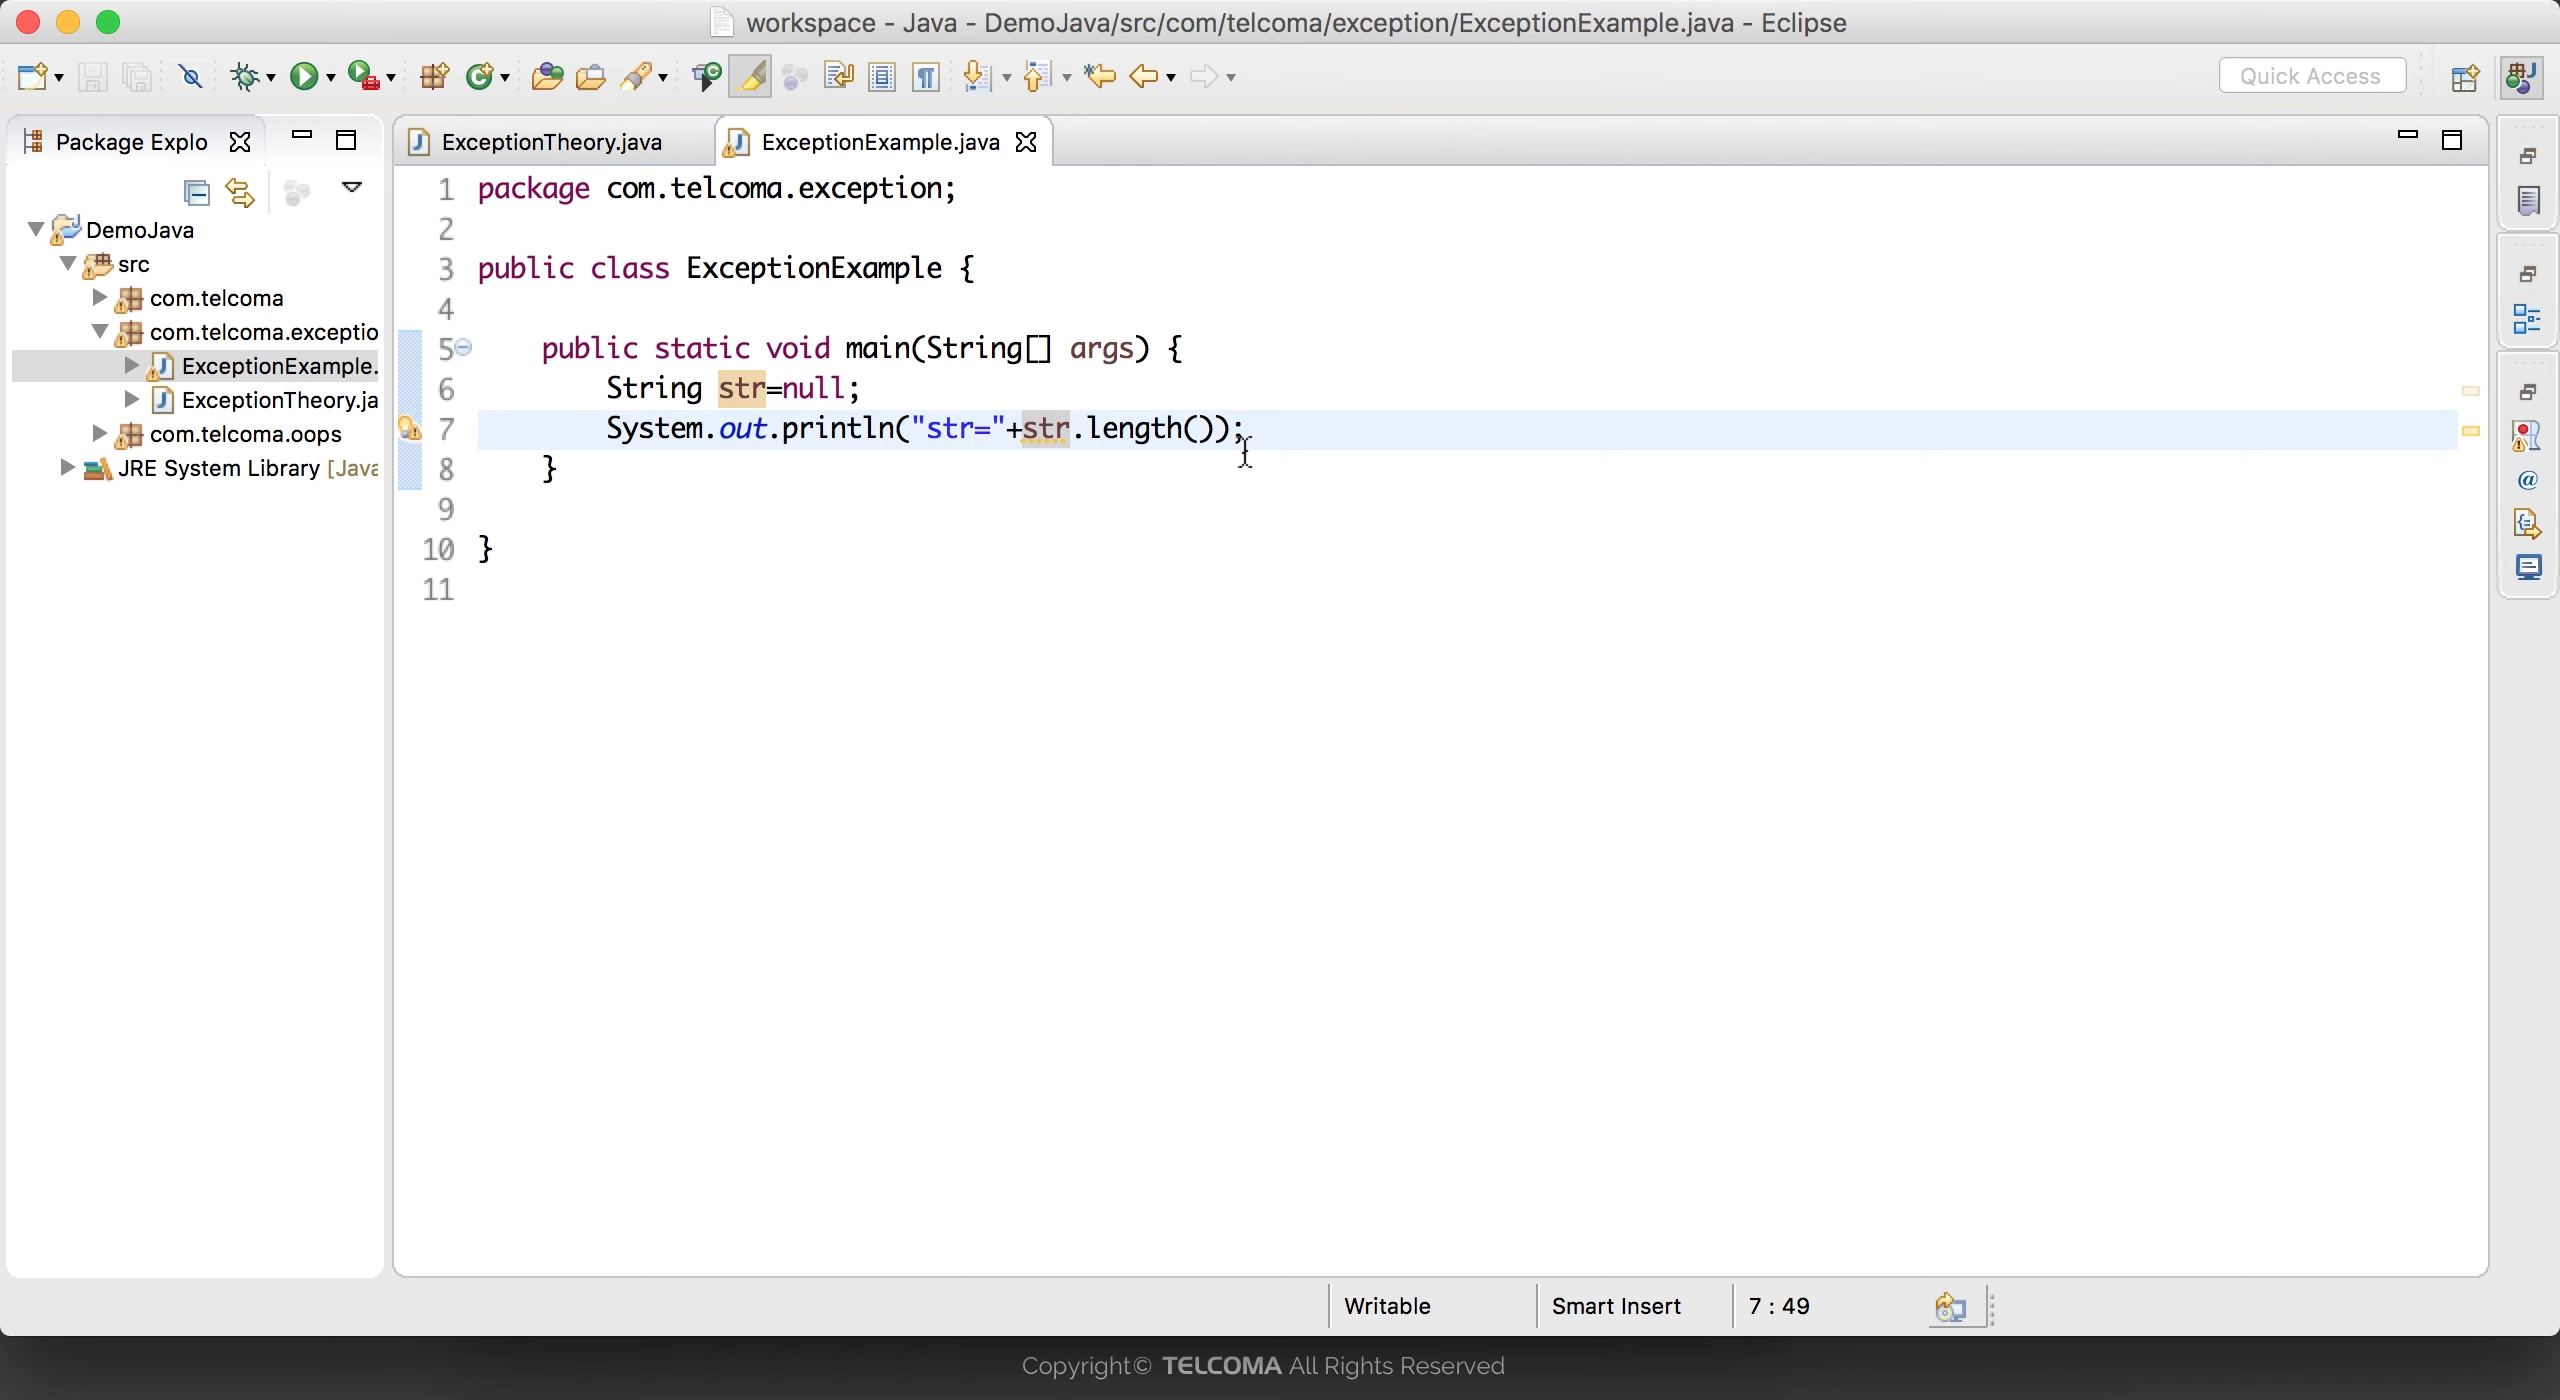 workspace - Java - DemoJava/src/com/telcoma/exception/ExceptionExample.java - Eclipse
Quick Access
Package Explo
DemoJava
src
com.telcoma
com.telcoma.exceptio
ExceptionExample.
ExceptionTheory.ja
com.telcoma.oops
JRE System Library [Java
ExceptionTheory.java
ExceptionExample.java
1 package com.telcoma.exception;
2
3 public class ExceptionExample {
4
5 public static void main(String[] args) {
6 String str=null;
7 System.out.println("str="+str.length());
8 }
9
10 }
11
Writable
Smart Insert
7 : 49
Copyright© TELCOMA All Rights Reserved